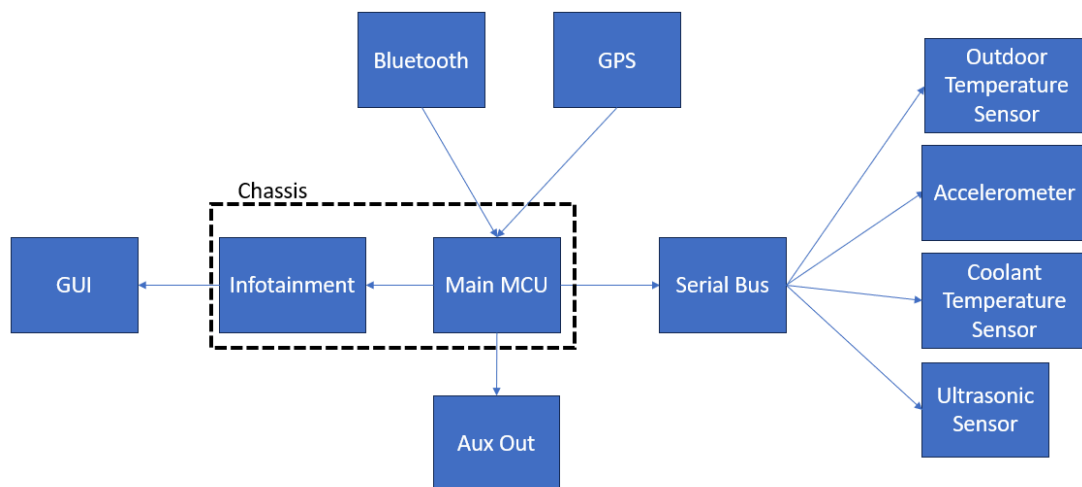 Bluetooth
GPS
Outdoor
Temperature
Sensor
Chassis
Accelerometer
GUI
Infotainment
Main MCU
Serial Bus
Coolant
Temperature
Sensor
Aux Out
Ultrasonic
Sensor